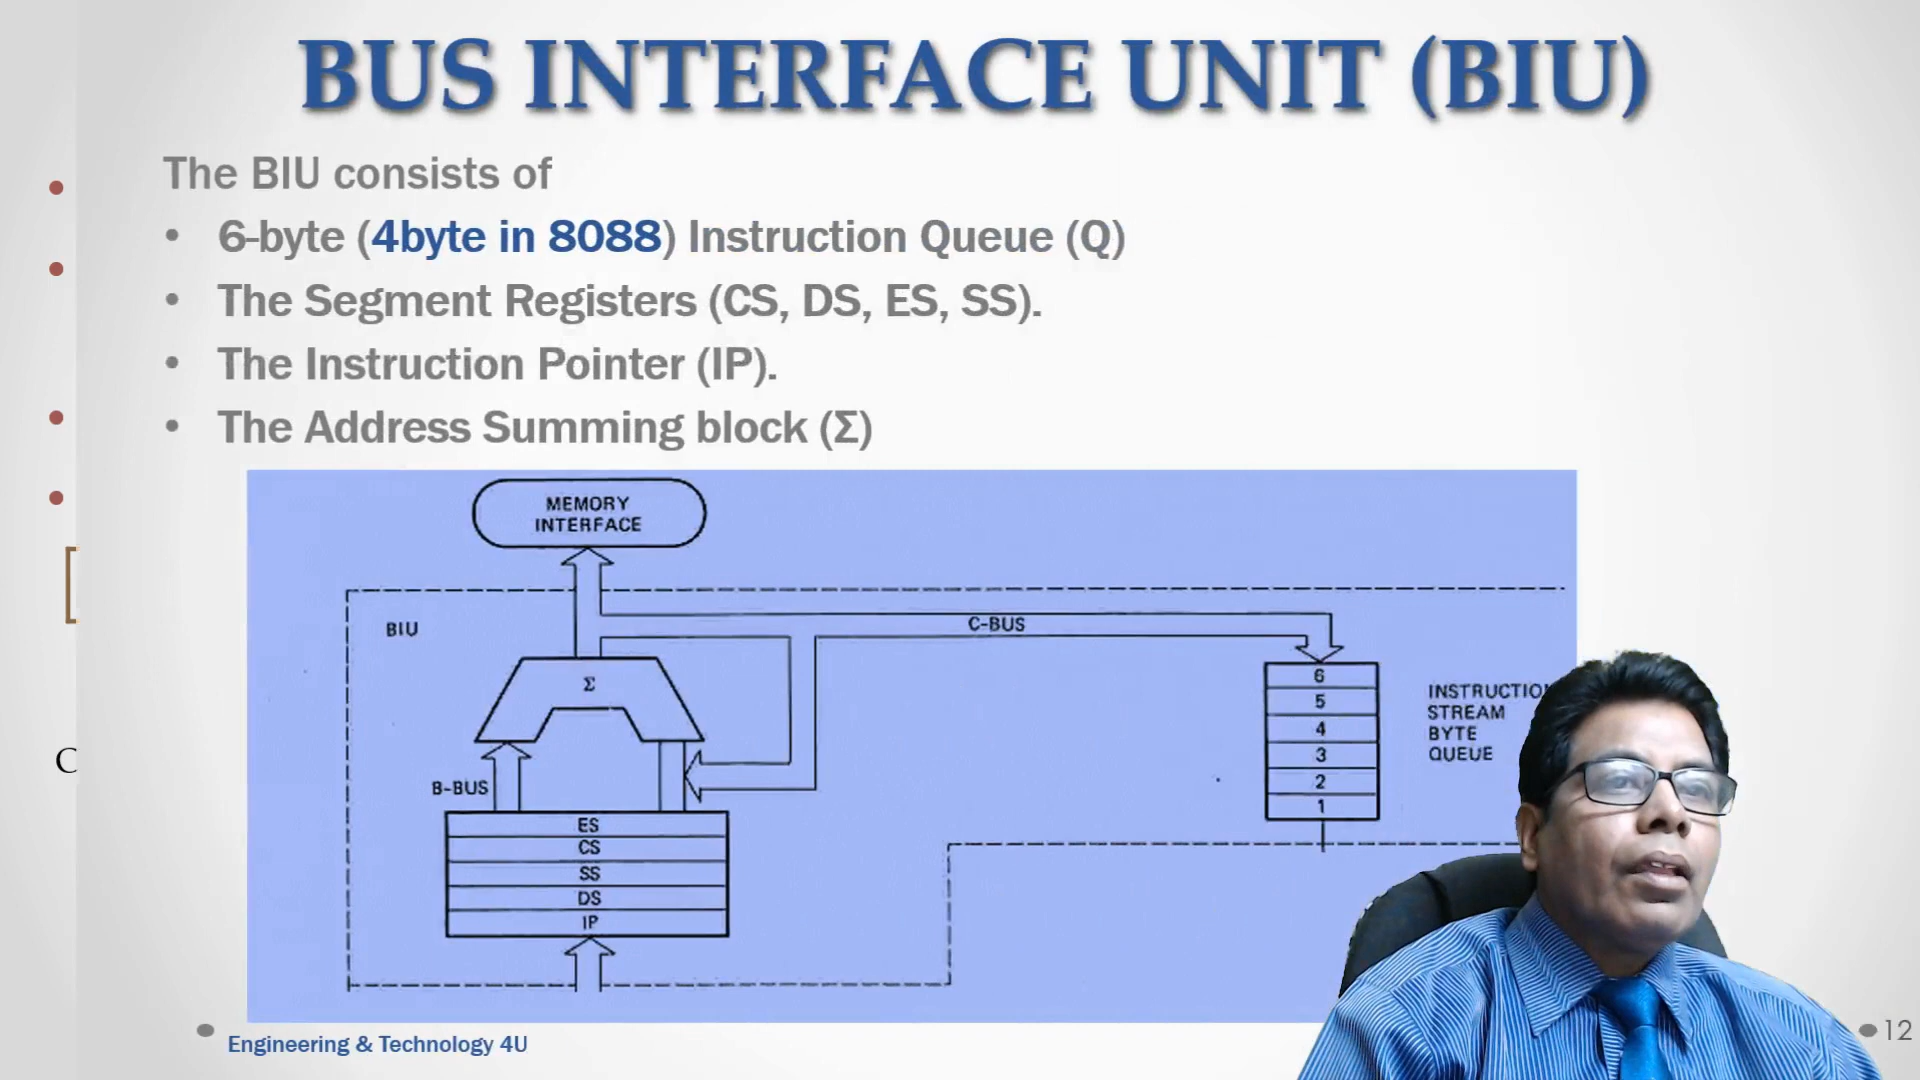 BUS INTERFACE UNIT (BIU)
The BIU consists of
• 6-byte (4byte in 8088) Instruction Queue (Q)
• The Segment Registers (CS, DS, ES, SS).
• The Instruction Pointer (IP).
• The Address Summing block (Σ)
MEMORY
INTERFACE
BIU
C-BUS
Σ
B-BUS
ES
CS
SS
DS
IP
6
5
4
3
2
1
INSTRUCTIO
STREAM
BYTE
QUEUE
C
Engineering & Technology 4U
12